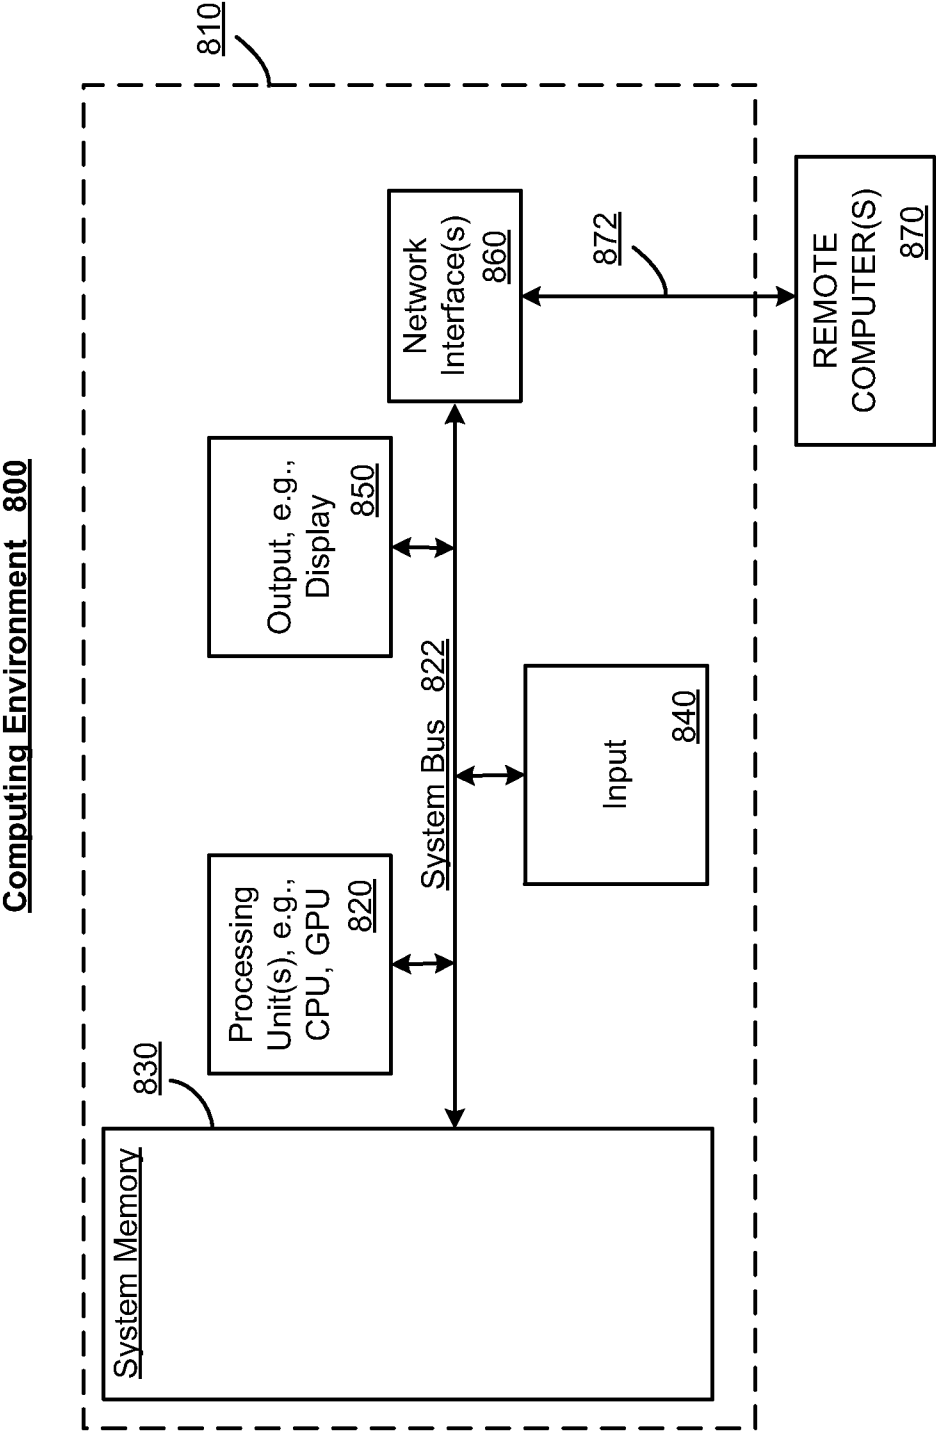 Computing Environment 800
810
830
System Memory
Processing
Unit(s), e.g.,
CPU, GPU
820
Output, e.g.,
Display
850
System Bus 822
Network
Interface(s)
860
Input
840
872
REMOTE
COMPUTER(S)
870